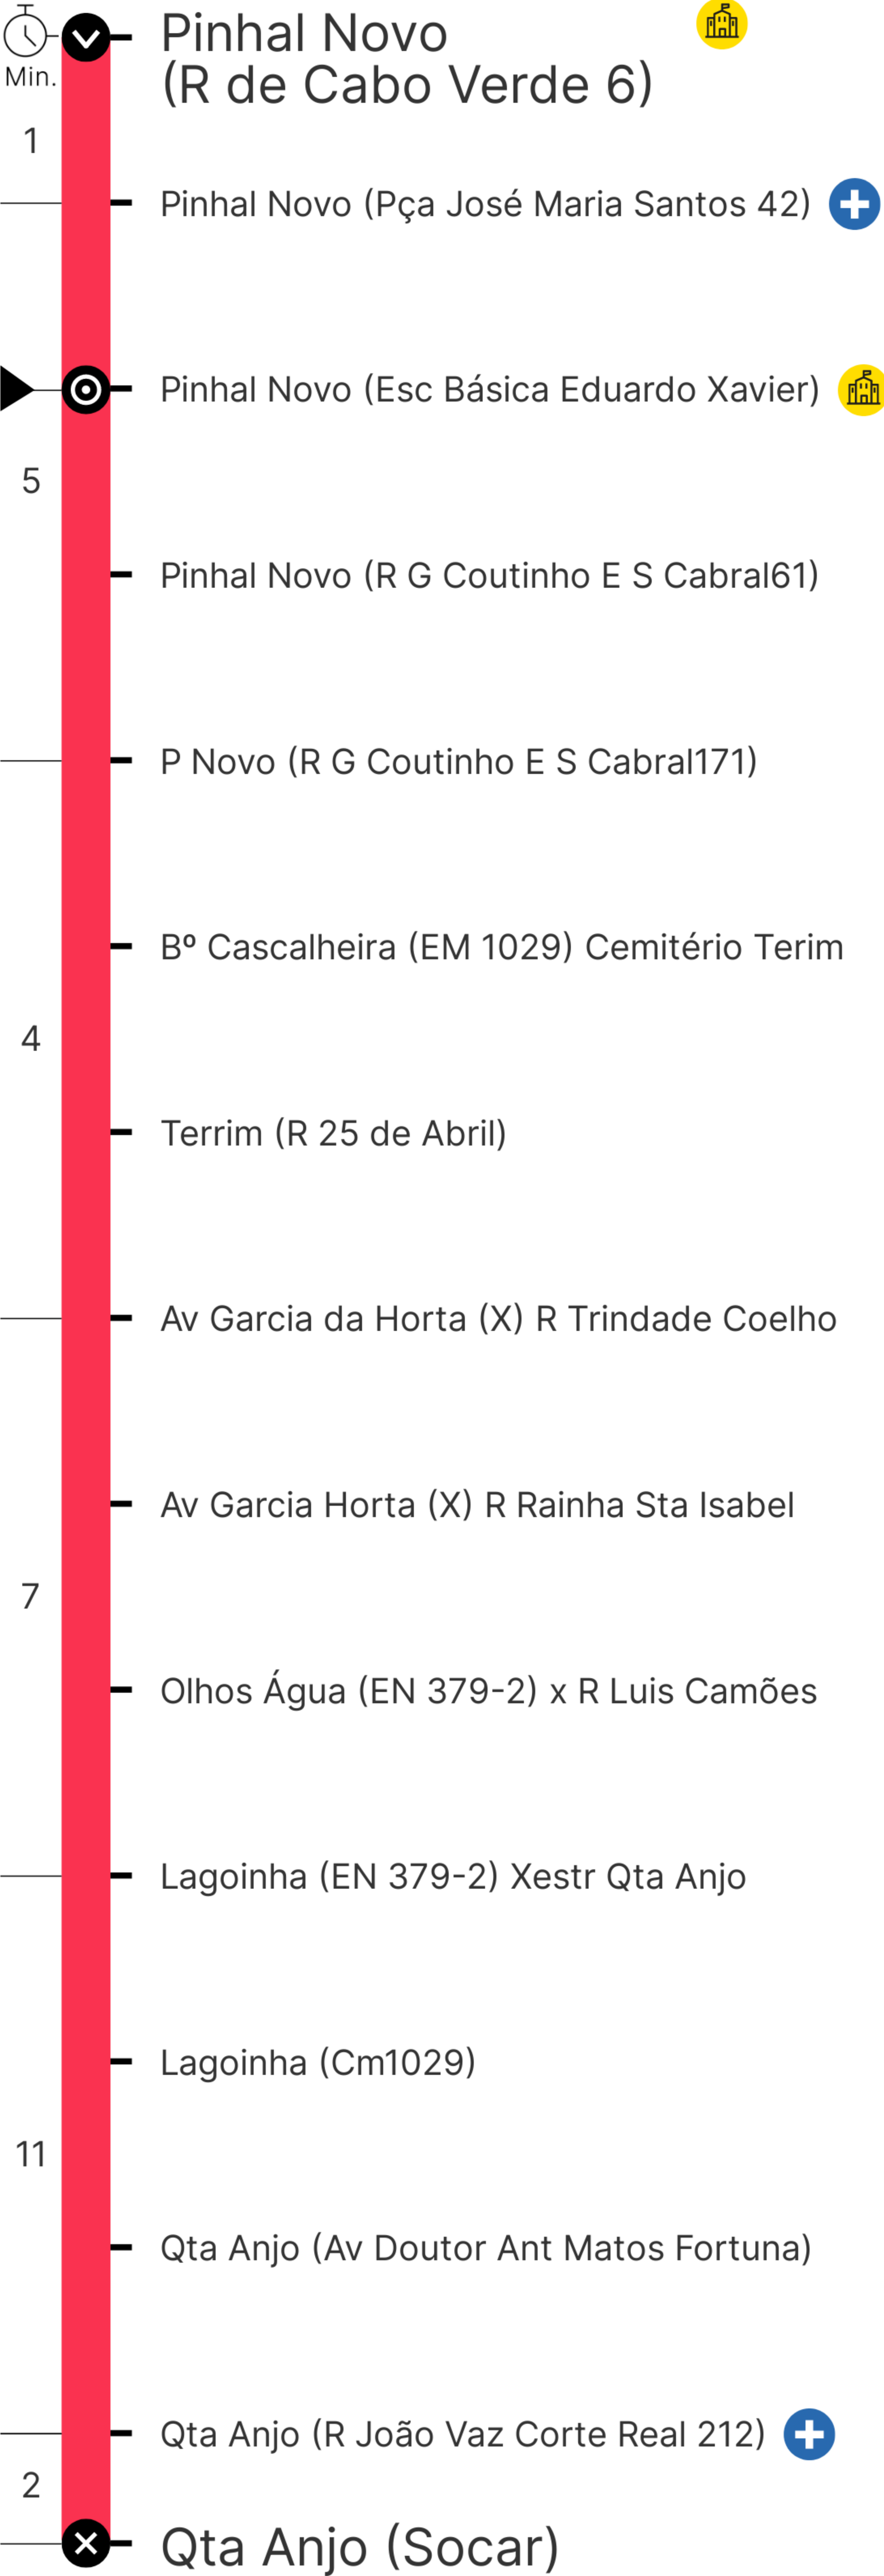 Pinhal Novo
(R de Cabo Verde 6)
Min.
1
Pinhal Novo (Pça José Maria Santos 42)
Pinhal Novo (Esc Básica Eduardo Xavier)
5
Pinhal Novo (R G Coutinho E S Cabral61)
P Novo (R G Coutinho E S Cabral171)
Bº Cascalheira (EM 1029) Cemitério Terim
4
Terrim (R 25 de Abril)
Av Garcia da Horta (X) R Trindade Coelho
Av Garcia Horta (X) R Rainha Sta Isabel
7
Olhos Água (EN 379-2) x R Luis Camões
Lagoinha (EN 379-2) Xestr Qta Anjo
Lagoinha (Cm1029)
11
Qta Anjo (Av Doutor Ant Matos Fortuna)
Qta Anjo (R João Vaz Corte Real 212)
2
Qta Anjo (Socar)